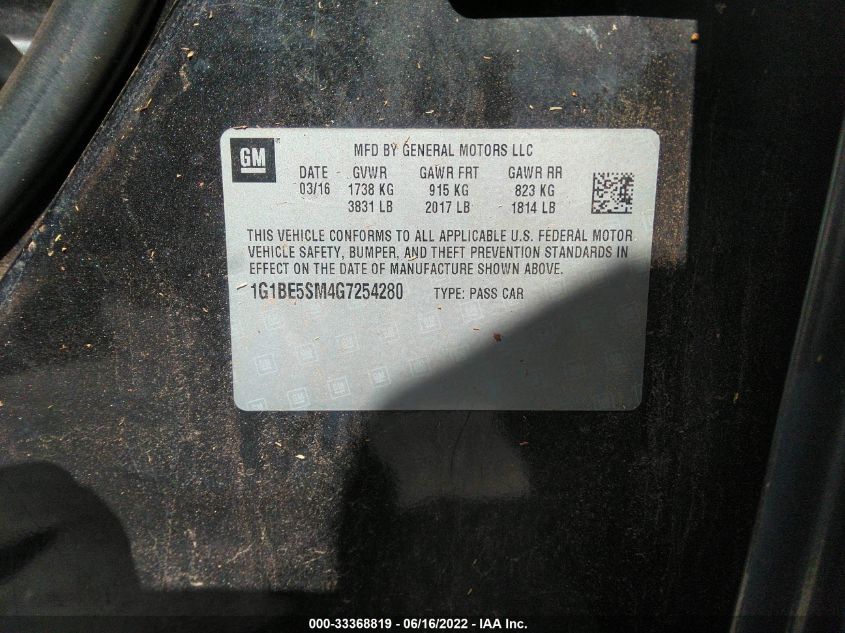 GM
MFD BY GENERAL MOTORS LLC
DATE GVWR GAWR FRT GAWR RR
03/16 1738 KG 915 KG 823 KG
3831 LB 2017 LB 1814 LB
THIS VEHICLE CONFORMS TO ALL APPLICABLE U.S. FEDERAL MOTOR
VEHICLE SAFETY, BUMPER, AND THEFT PREVENTION STANDARDS IN
EFFECT ON THE DATE OF MANUFACTURE SHOWN ABOVE.
1G1BE5SM4G7254280 TYPE: PASS CAR
000-33368819 - 06/16/2022 - IAA Inc.